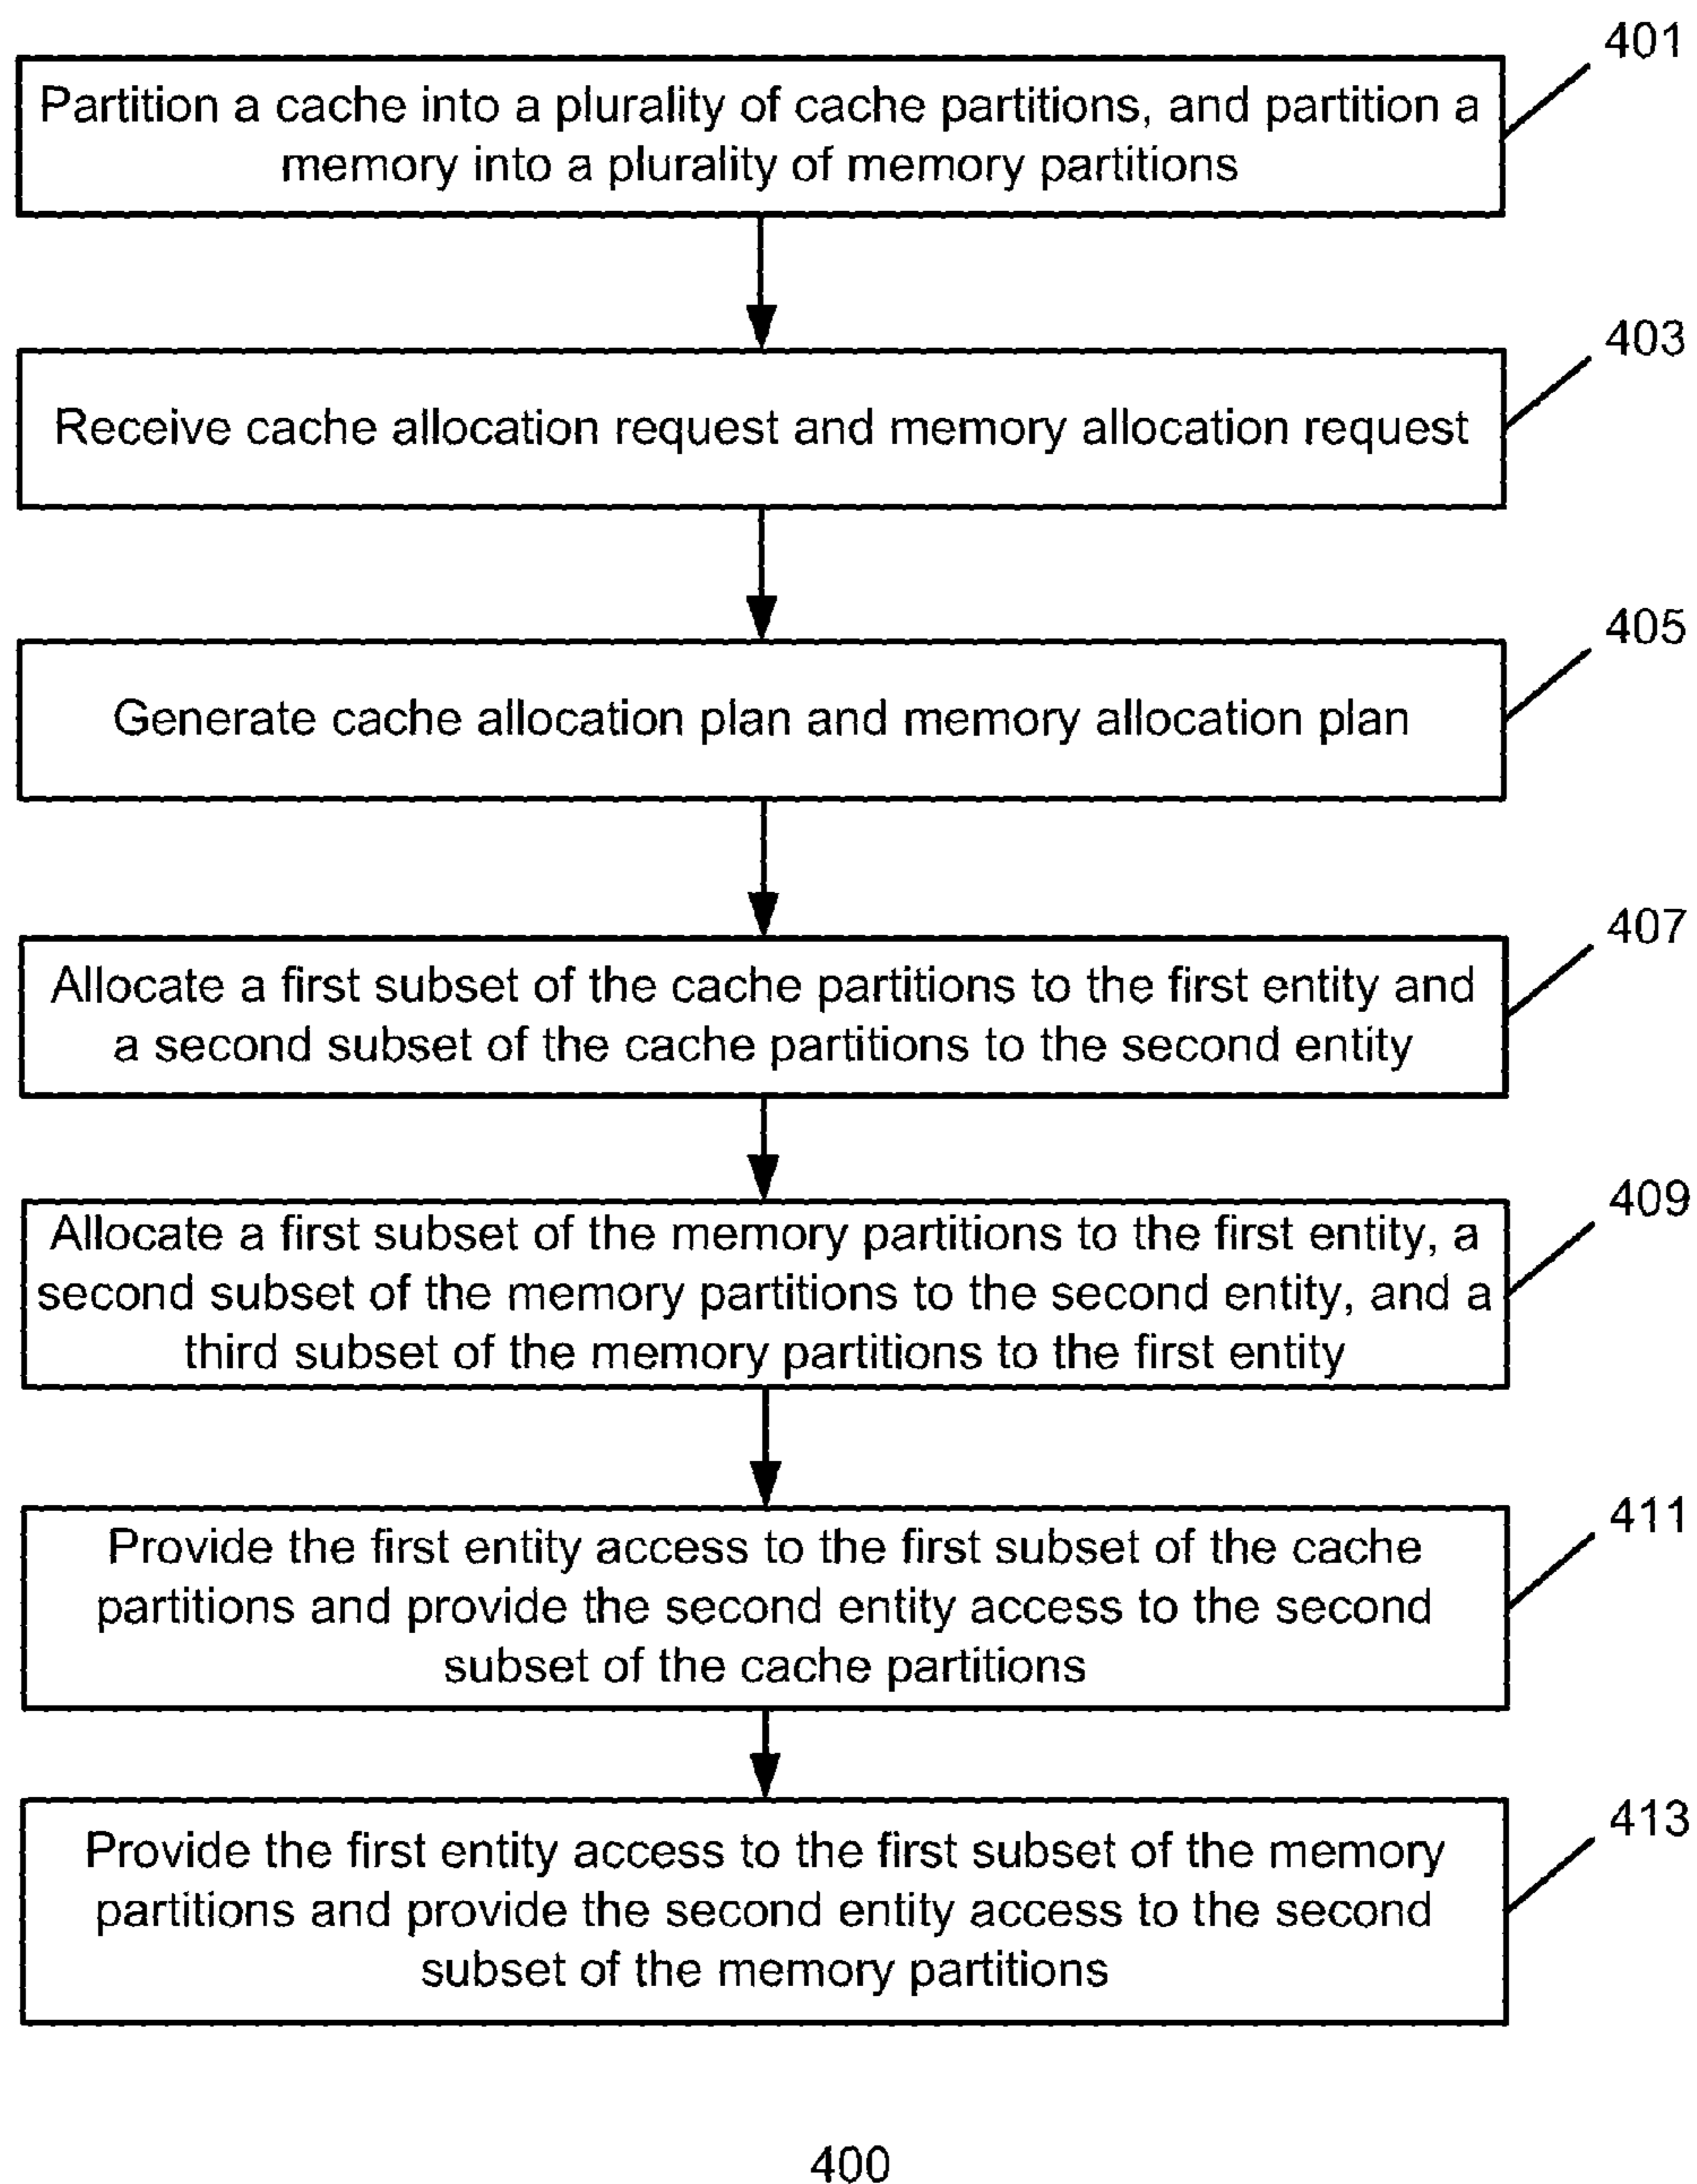 401
Partition a cache into a plurality of cache partitions, and partition a
memory into a plurality of memory partitions
403
Receive cache allocation request and memory allocation request
405
Generate cache allocation plan and memory allocation plan
407
Allocate a first subset of the cache partitions to the first entity and
a second subset of the cache partitions to the second entity
409
Allocate a first subset of the memory partitions to the first entity, a
second subset of the memory partitions to the second entity, and a
third subset of the memory partitions to the first entity
411
Provide the first entity access to the first subset of the cache
partitions and provide the second entity access to the second
subset of the cache partitions
413
Provide the first entity access to the first subset of the memory
partitions and provide the second entity access to the second
subset of the memory partitions
400